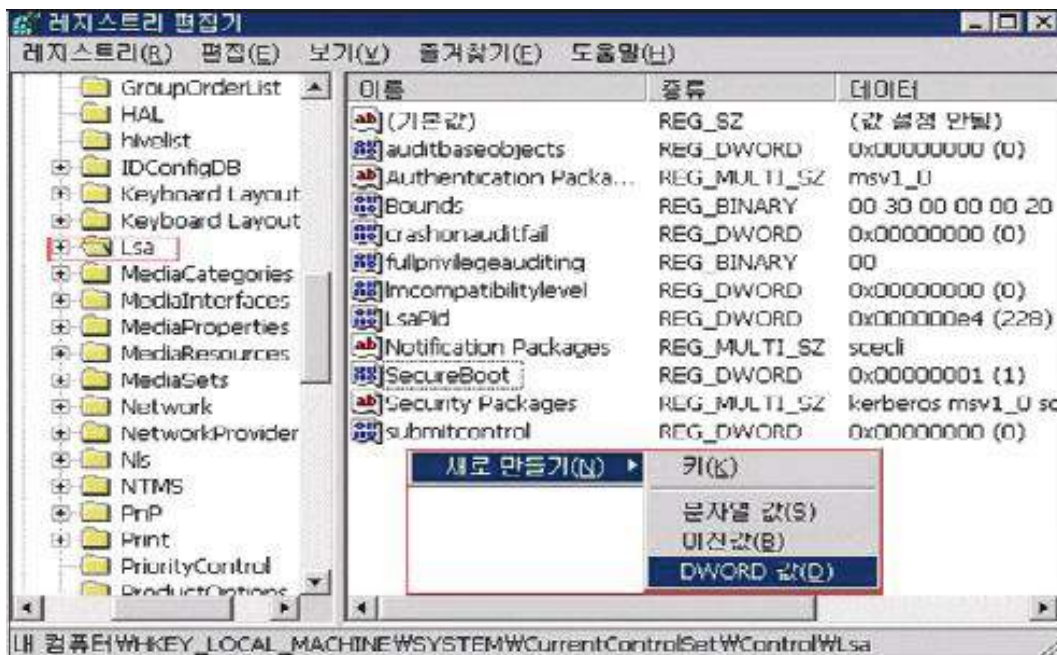 레지스트리 편집기
레지스트리(R) 편집(E) 보기(V) 즐겨찾기(F) 도움말(H)
GroupOrderList
HAL
hivelist
IDConfigDB
Keyboard Layout
Keyboard Layout
Lsa
MediaCategories
MediaInterfaces
MediaProperties
MediaResources
MediaSets
Network
NetworkProvider
Nls
NTMS
PnP
Print
PriorityControl
ProductOptions
이름 종류 데이터
(기본값) REG_SZ (값 설정 안됨)
auditbaseobjects REG_DWORD 0x00000000 (0)
Authentication Packa... REG_MULTI_SZ msv1_0
Bounds REG_BINARY 00 30 00 00 00 20
crashonauditfail REG_DWORD 0x00000000 (0)
fullprivilegeauditing REG_BINARY 00
lmcompatibilitylevel REG_DWORD 0x00000000 (0)
LsaPid REG_DWORD 0x000000e4 (228)
Notification Packages REG_MULTI_SZ scecli
SecureBoot REG_DWORD 0x00000001 (1)
Security Packages REG_MULTI_SZ kerberos msv1_0 sc
submitcontrol REG_DWORD 0x00000000 (0)
새로 만들기(N) 키(K)
문자열 값(S)
이진값(B)
DWORD 값(D)
내 컴퓨터₩HKEY_LOCAL_MACHINE₩SYSTEM₩CurrentControlSet₩Control₩Lsa